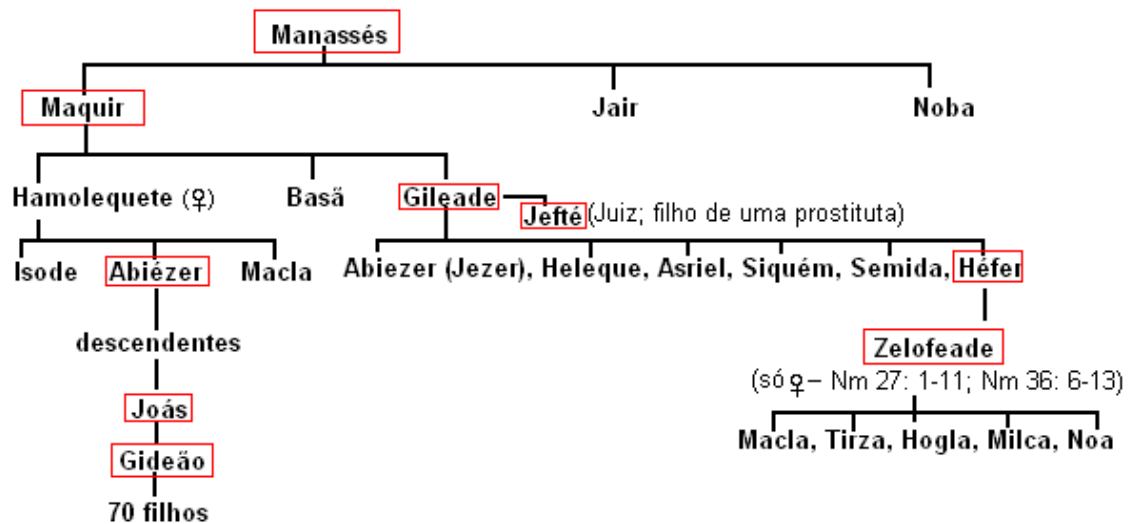 Manassés
Maquir Jair Noba
Hamolequete (♀) Basã Gileade
Jefté (Juiz; filho de uma prostituta)
Isode Abiézer Macla Abiezer (Jezer), Heleque, Asriel, Siquém, Semida, Héfer
descendentes Zelofeade
(só ♀ – Nm 27: 1-11; Nm 36: 6-13)
Joás
Macla, Tirza, Hogla, Milca, Noa
Gideão
70 filhos